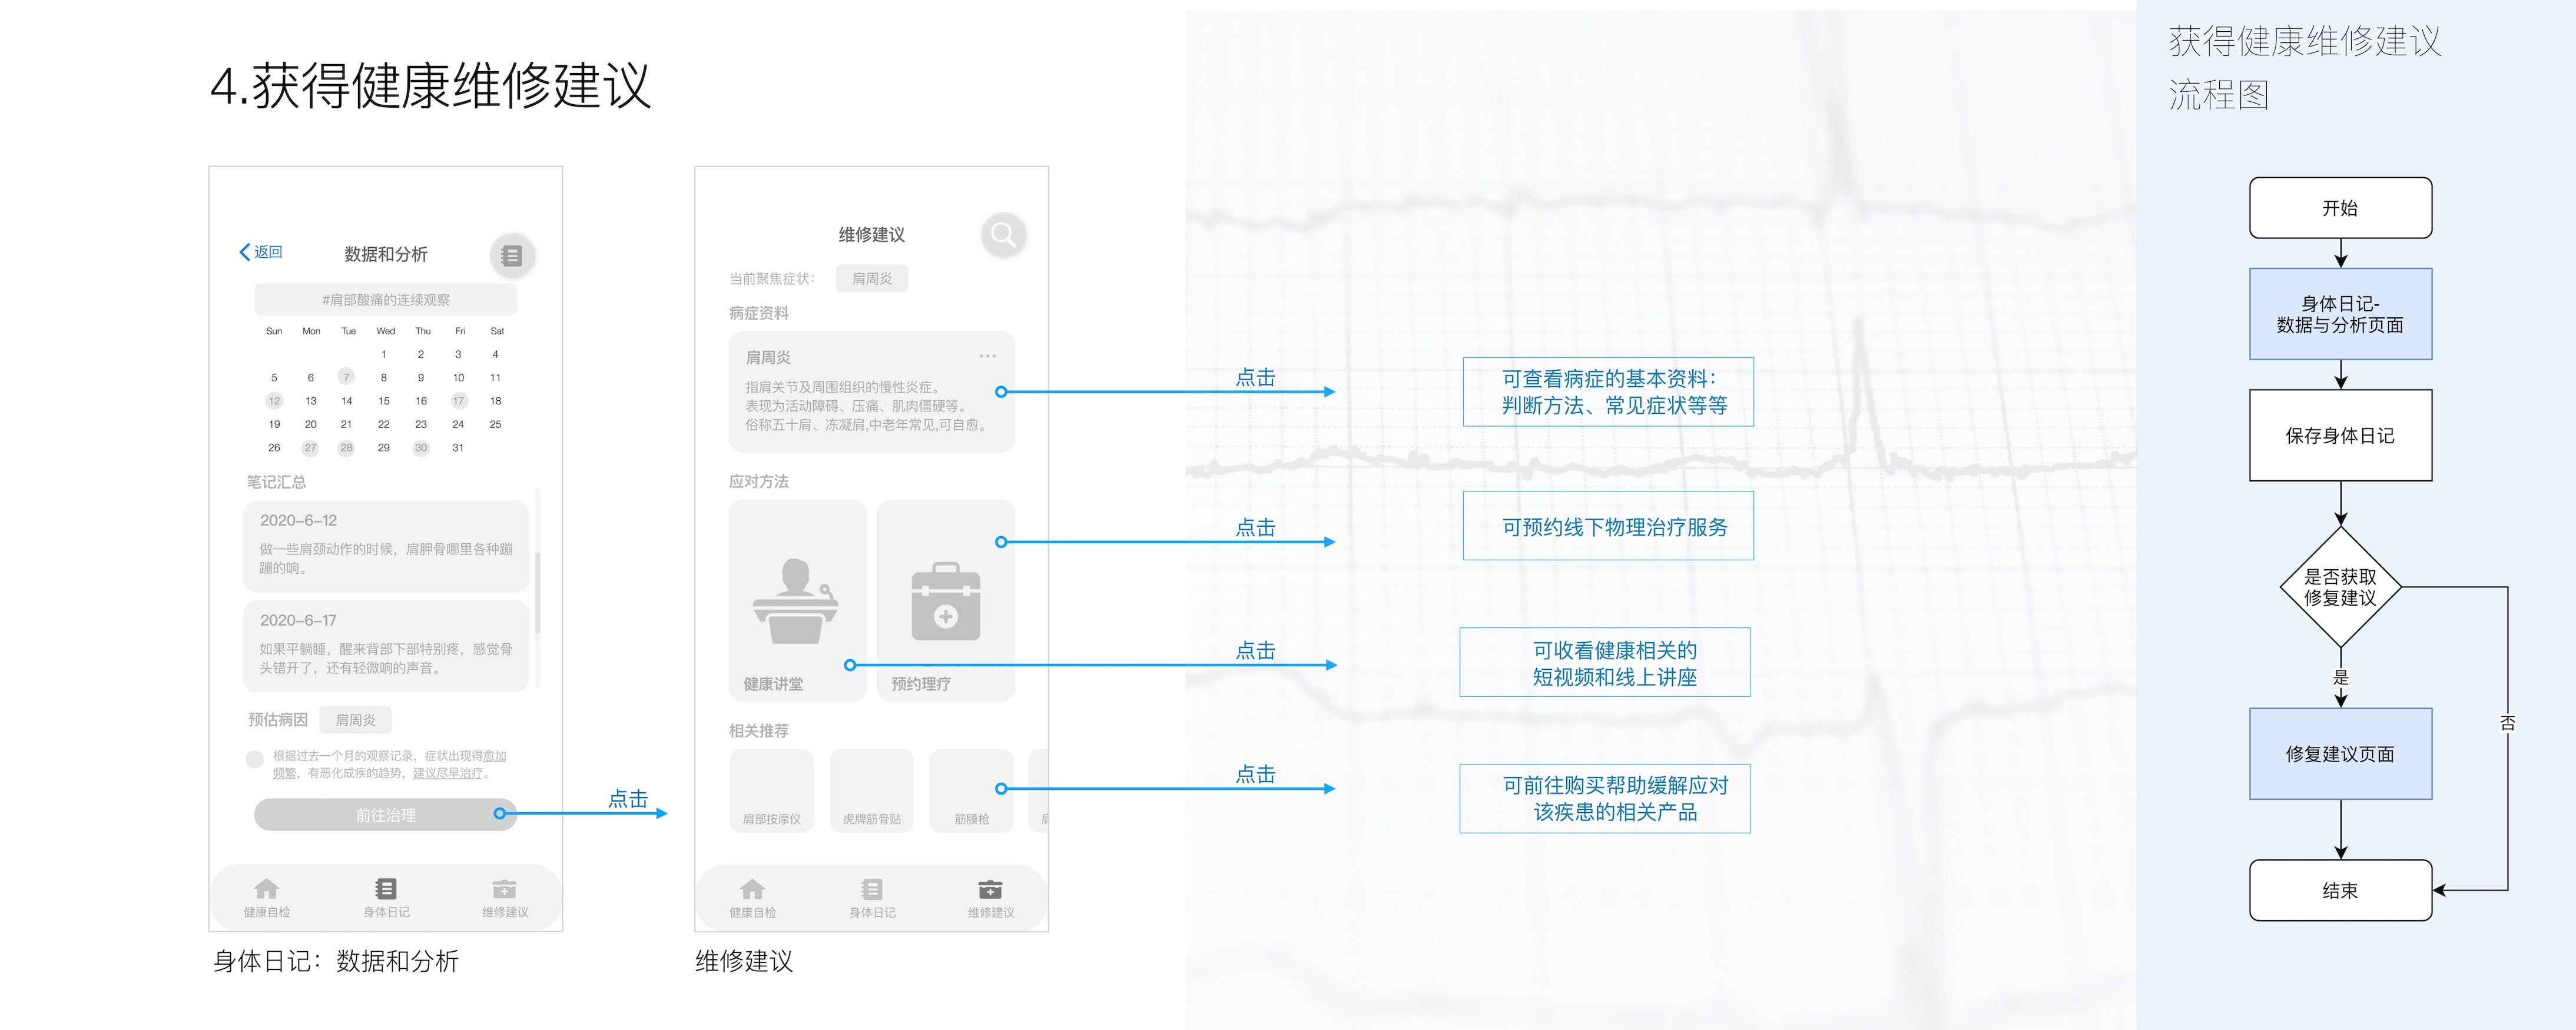 4.获得健康维修建议
返回
数据和分析
#肩部酸痛的连续观察
Sun Mon Tue Wed Thu Fri Sat
1 2 3 4
5 6 7 8 9 10 11
12 13 14 15 16 17 18
19 20 21 22 23 24 25
26 27 28 29 30 31
笔记汇总
2020-6-12
做一些肩颈动作的时候，肩胛骨哪里各种蹦
蹦的响。
2020-6-17
如果平躺睡，醒来背部下部特别疼，感觉骨
头错开了，还有轻微响的声音。
预估病因 肩周炎
根据过去一个月的观察记录，症状出现得愈加
频繁，有恶化成疾的趋势，建议尽早治疗。
前往治理
点击
健康自检 身体日记 维修建议
身体日记：数据和分析
维修建议
当前聚焦症状： 肩周炎
病症资料
肩周炎
指肩关节及周围组织的慢性炎症。
表现为活动障碍、压痛、肌肉僵硬等。
俗称五十肩、冻凝肩,中老年常见,可自愈。
应对方法
健康讲堂
预约理疗
相关推荐
肩部按摩仪 虎牌筋骨贴 筋膜枪
健康自检 身体日记 维修建议
维修建议
点击
可查看病症的基本资料：
判断方法、常见症状等等
点击
可预约线下物理治疗服务
点击
可收看健康相关的
短视频和线上讲座
点击
可前往购买帮助缓解应对
该疾患的相关产品
获得健康维修建议
流程图
开始
身体日记-
数据与分析页面
保存身体日记
是否获取
修复建议
是
否
修复建议页面
结束